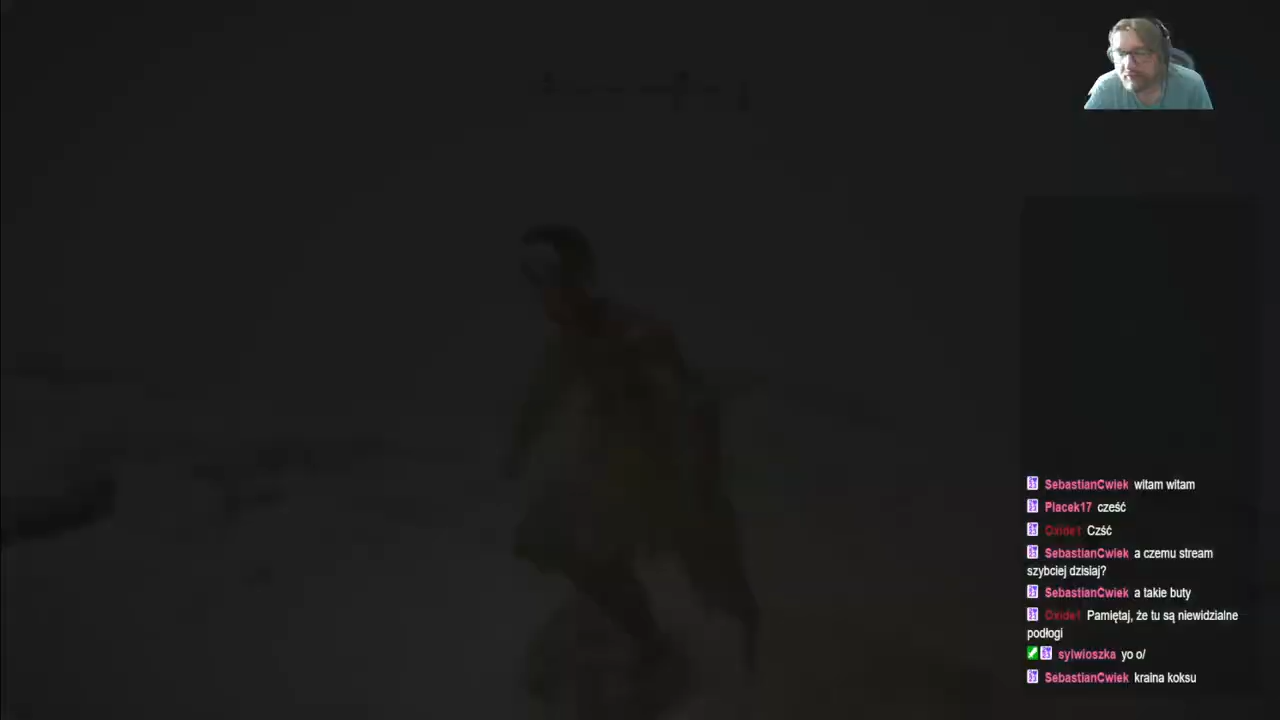 SebastianCwiek witam witam
Placek17 cześć
Oxide1 Czść
SebastianCwiek a czemu stream
szybciej dzisiaj?
SebastianCwiek a takie buty
Oxide1 Pamiętaj, że tu są niewidzialne
podłogi
sylwioszka yo o/
SebastianCwiek kraina koksu